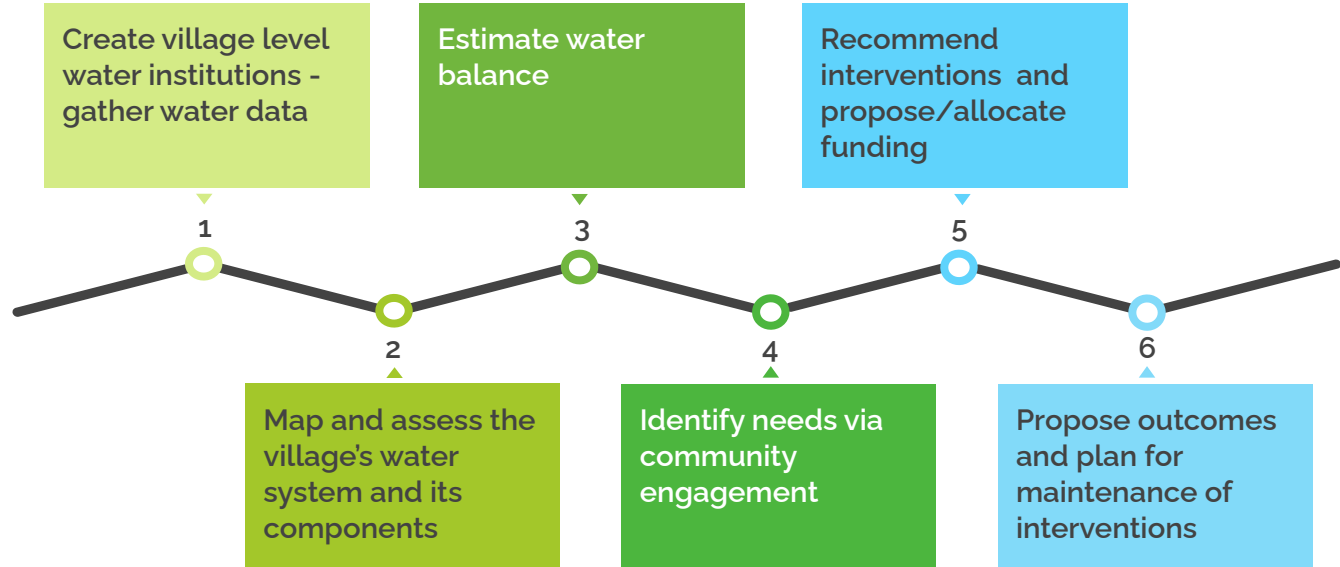 Create village level
water institutions -
gather water data
1
Map and assess the
village's water
system and its
components
2
Estimate water
balance
3
Identify needs via
community
engagement
4
Recommend
interventions and
propose/allocate
funding
5
Propose outcomes
and plan for
maintenance of
interventions
6